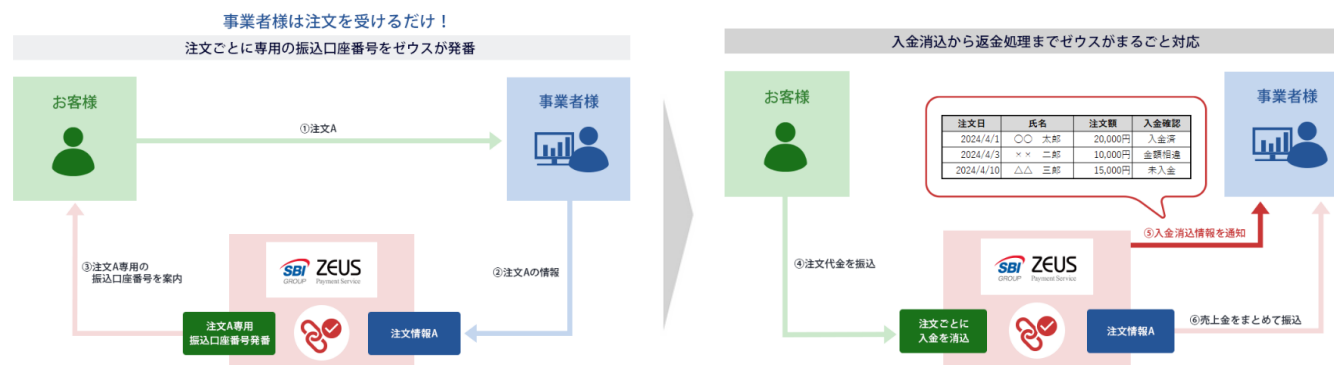 事業者様は注文を受けるだけ！
注文ごとに専用の振込口座番号をゼウスが発番
お客様
事業者様
①注文A
③注文A専用の
振込口座番号を案内
②注文Aの情報
SBI ZEUS
GROUP Payment Service
注文A専用
振込口座番号発番
注文情報A
入金消込から返金処理までゼウスがまるごと対応
お客様
事業者様
注文日 氏名 注文額 入金確認
2024/4/1 〇〇 太郎 20,000円 入金済
2024/4/3 ×× 二郎 10,000円 金額相違
2024/4/10 △△ 三郎 15,000円 未入金
⑤入金消込情報を通知
④注文代金を振込
SBI ZEUS
GROUP Payment Service
注文ごとに
入金を消込
注文情報A
⑥売上金をまとめて振込